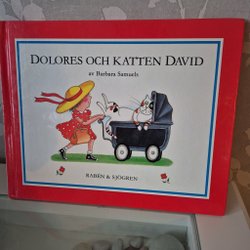 DOLORES OCH KATTEN DAVID
av Barbara Samuels
RABÉN & SJÖGREN